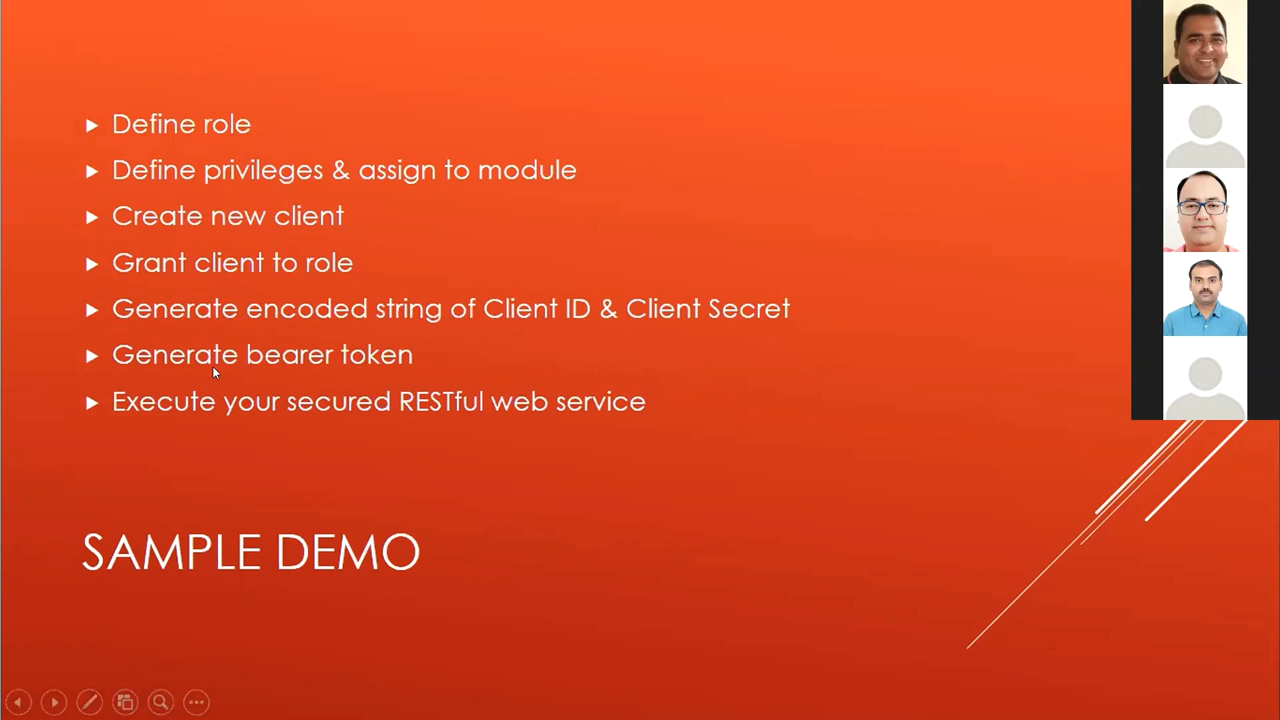 Define role
Define privileges & assign to module
Create new client
Grant client to role
Generate encoded string of Client ID & Client Secret
Generate bearer token
Execute your secured RESTful web service
SAMPLE DEMO